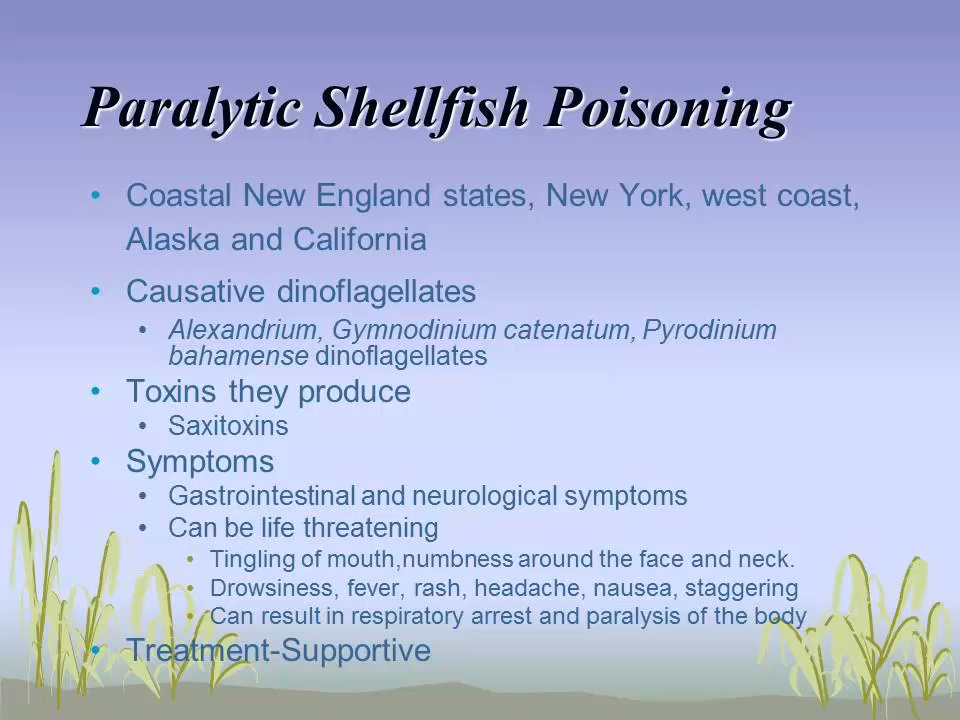 Paralytic Shellfish Poisoning
• Coastal New England states, New York, west coast,
Alaska and California
• Causative dinoflagellates
• Alexandrium, Gymnodinium catenatum, Pyrodinium
bahamense dinoflagellates
• Toxins they produce
• Saxitoxins
• Symptoms
• Gastrointestinal and neurological symptoms
• Can be life threatening
• Tingling of mouth,numbness around the face and neck.
• Drowsiness, fever, rash, headache, nausea, staggering
• Can result in respiratory arrest and paralysis of the body
• Treatment-Supportive